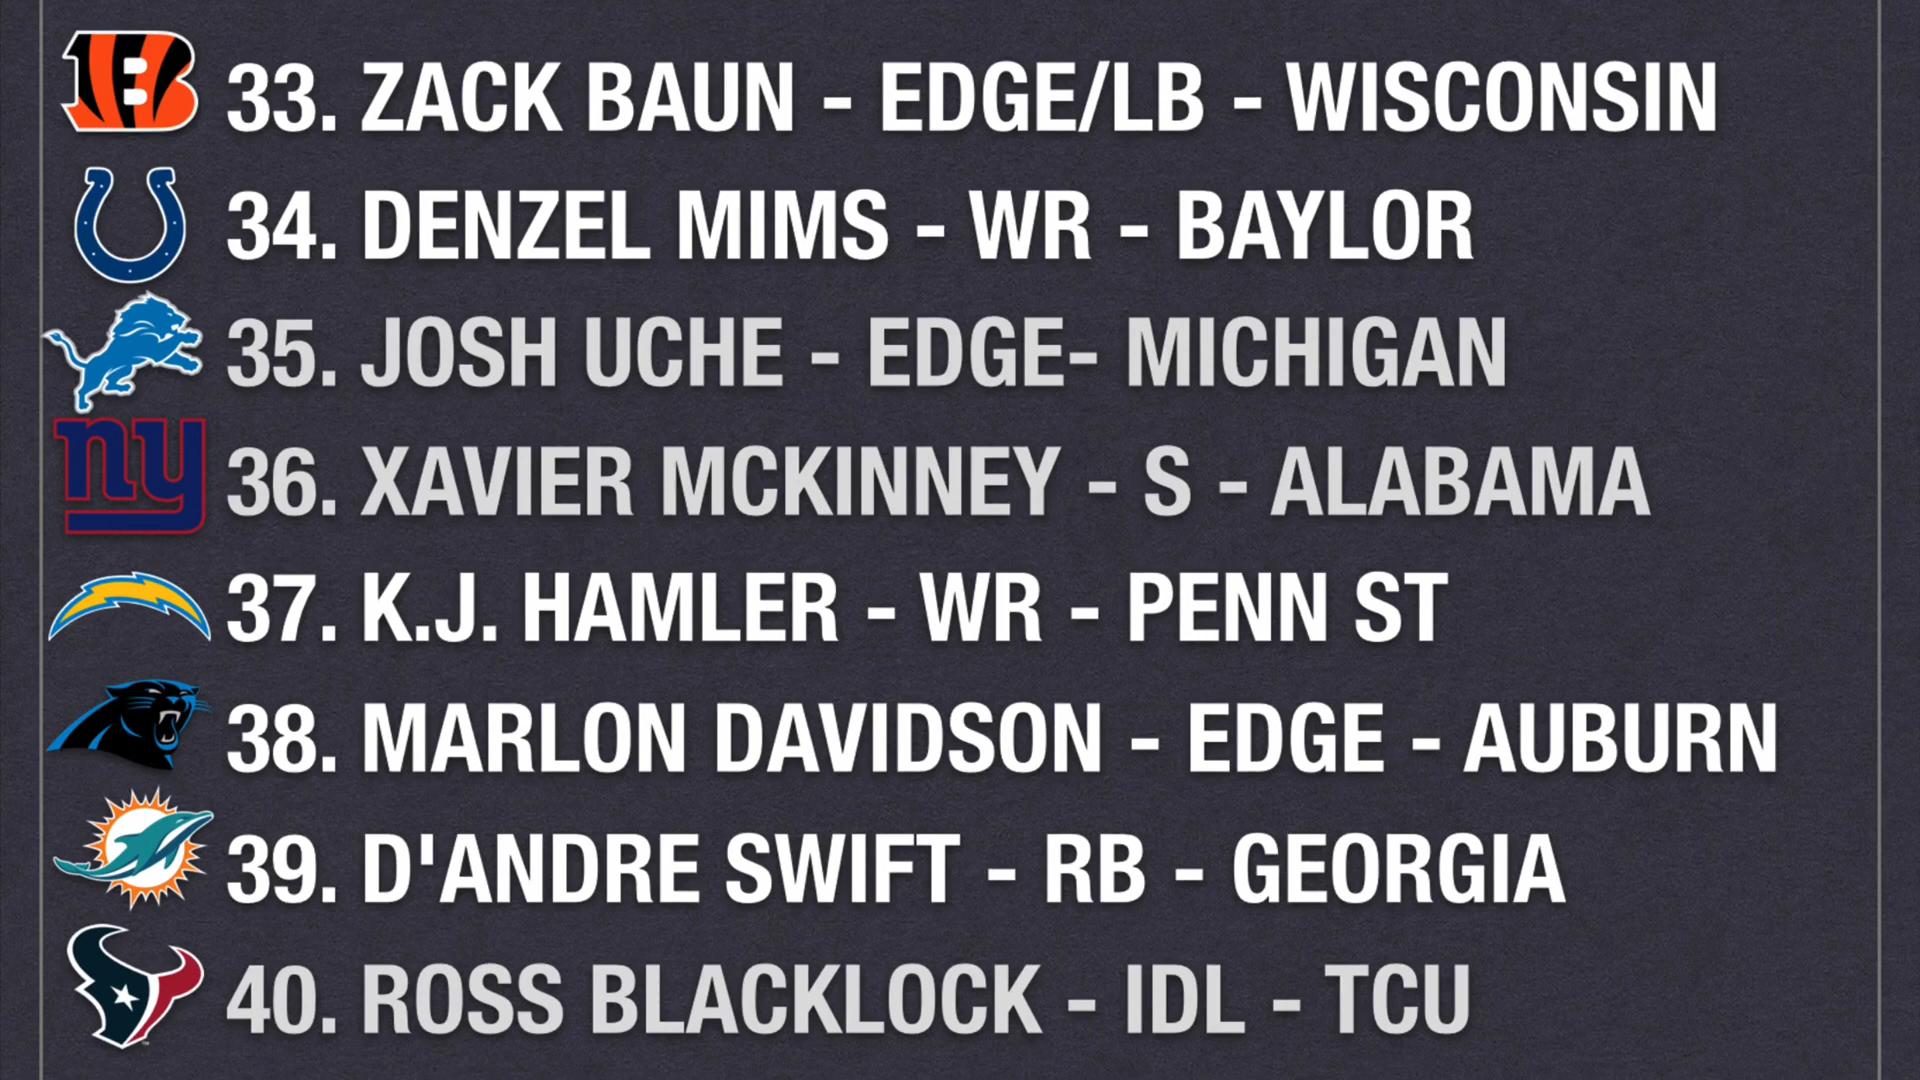 33. ZACK BAUN - EDGE/LB - WISCONSIN
34. DENZEL MIMS - WR - BAYLOR
35. JOSH UCHE - EDGE- MICHIGAN
ny
36. XAVIER MCKINNEY - S - ALABAMA
37. K.J. HAMLER - WR - PENN ST
38. MARLON DAVIDSON - EDGE - AUBURN
39. D'ANDRE SWIFT - RB - GEORGIA
40. ROSS BLACKLOCK - IDL - TCU